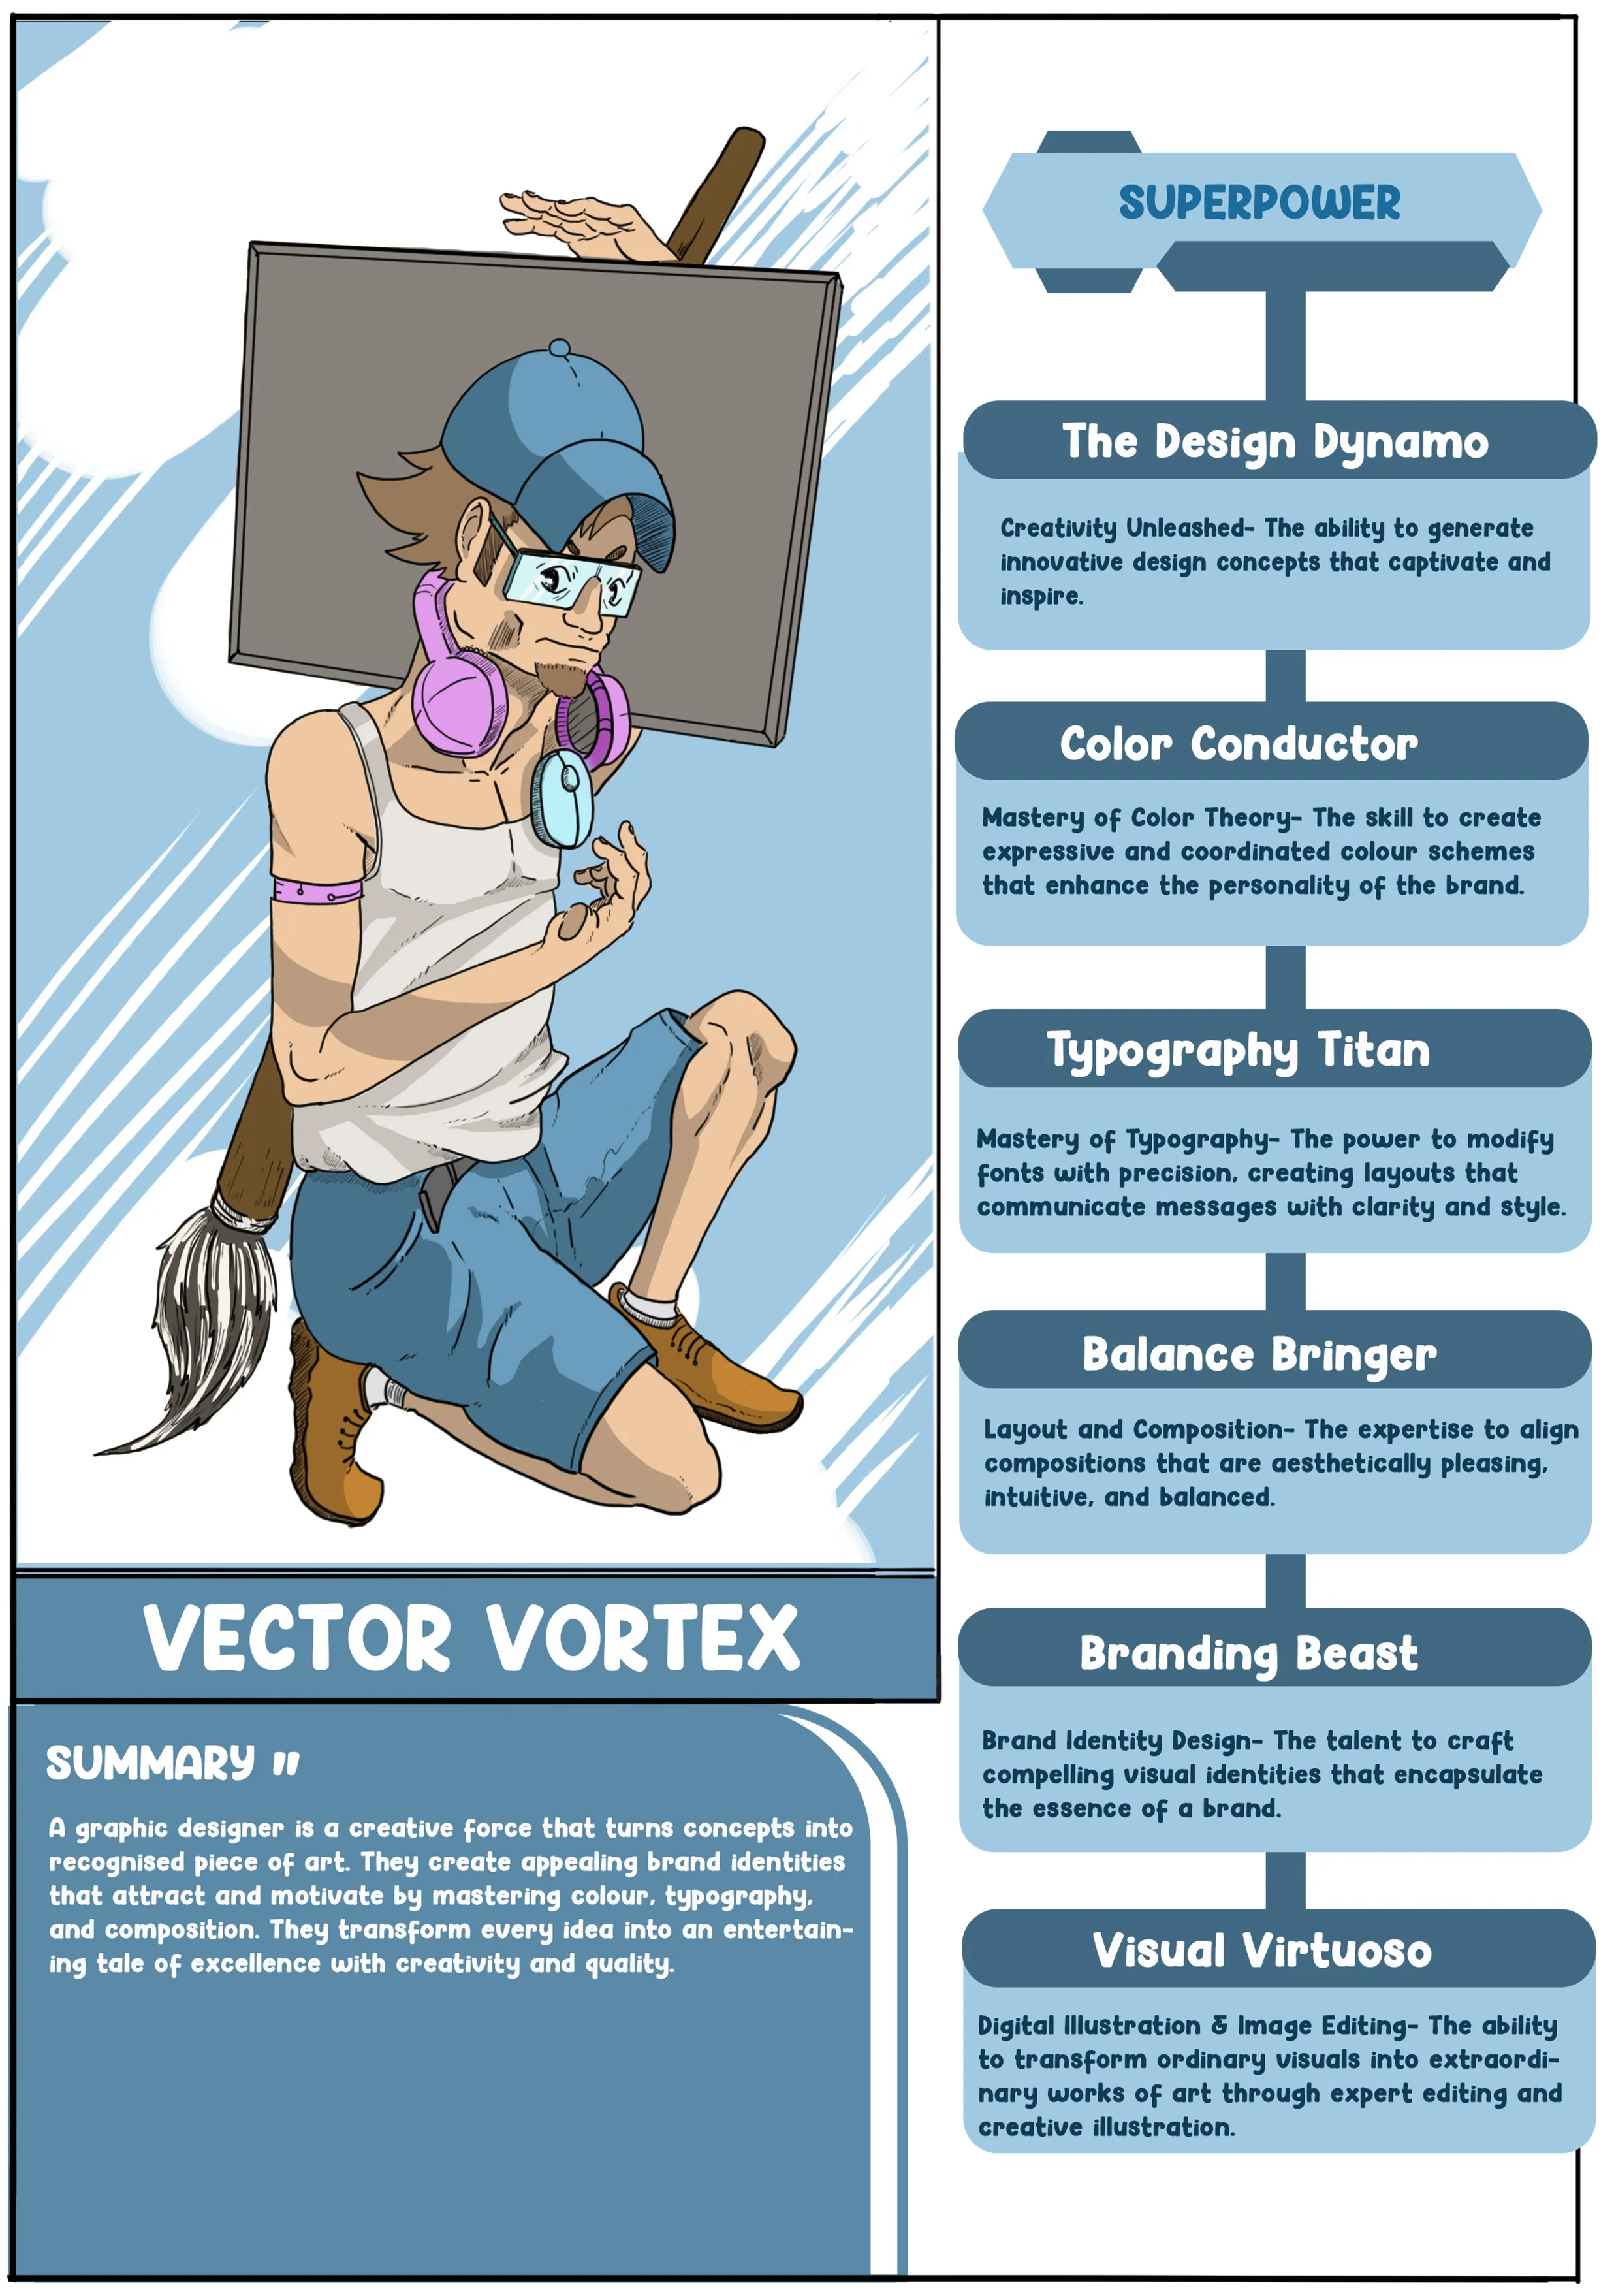 SUPERPOWER
The Design Dynamo
Creativity Unleashed- The ability to generate
innovative design concepts that captivate and
inspire.
Color Conductor
Mastery of Color Theory- The skill to create
expressive and coordinated colour schemes
that enhance the personality of the brand.
Typography Titan
Mastery of Typography- The power to modify
fonts with precision, creating layouts that
communicate messages with clarity and style.
Balance Bringer
Layout and Composition- The expertise to align
compositions that are aesthetically pleasing,
intuitive, and balanced.
Branding Beast
Brand Identity Design- The talent to craft
compelling visual identities that encapsulate
the essence of a brand.
Visual Virtuoso
Digital Illustration & Image Editing- The ability
to transform ordinary visuals into extraordi-
nary works of art through expert editing and
creative illustration.
VECTOR VORTEX
SUMMARY "
A graphic designer is a creative force that turns concepts into
recognised piece of art. They create appealing brand identities
that attract and motivate by mastering colour, typography,
and composition. They transform every idea into an entertain-
ing tale of excellence with creativity and quality.